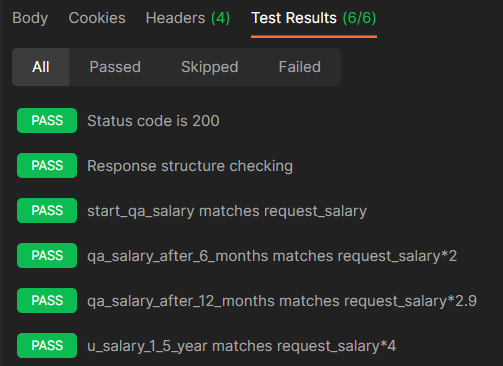 Body Cookies Headers (4) Test Results (6/6)
All Passed Skipped Failed
PASS Status code is 200
PASS Response structure checking
PASS start_qa_salary matches request_salary
PASS qa_salary_after_6_months matches request_salary*2
PASS qa_salary_after_12_months matches request_salary*2.9
PASS u_salary_1_5_year matches request_salary*4